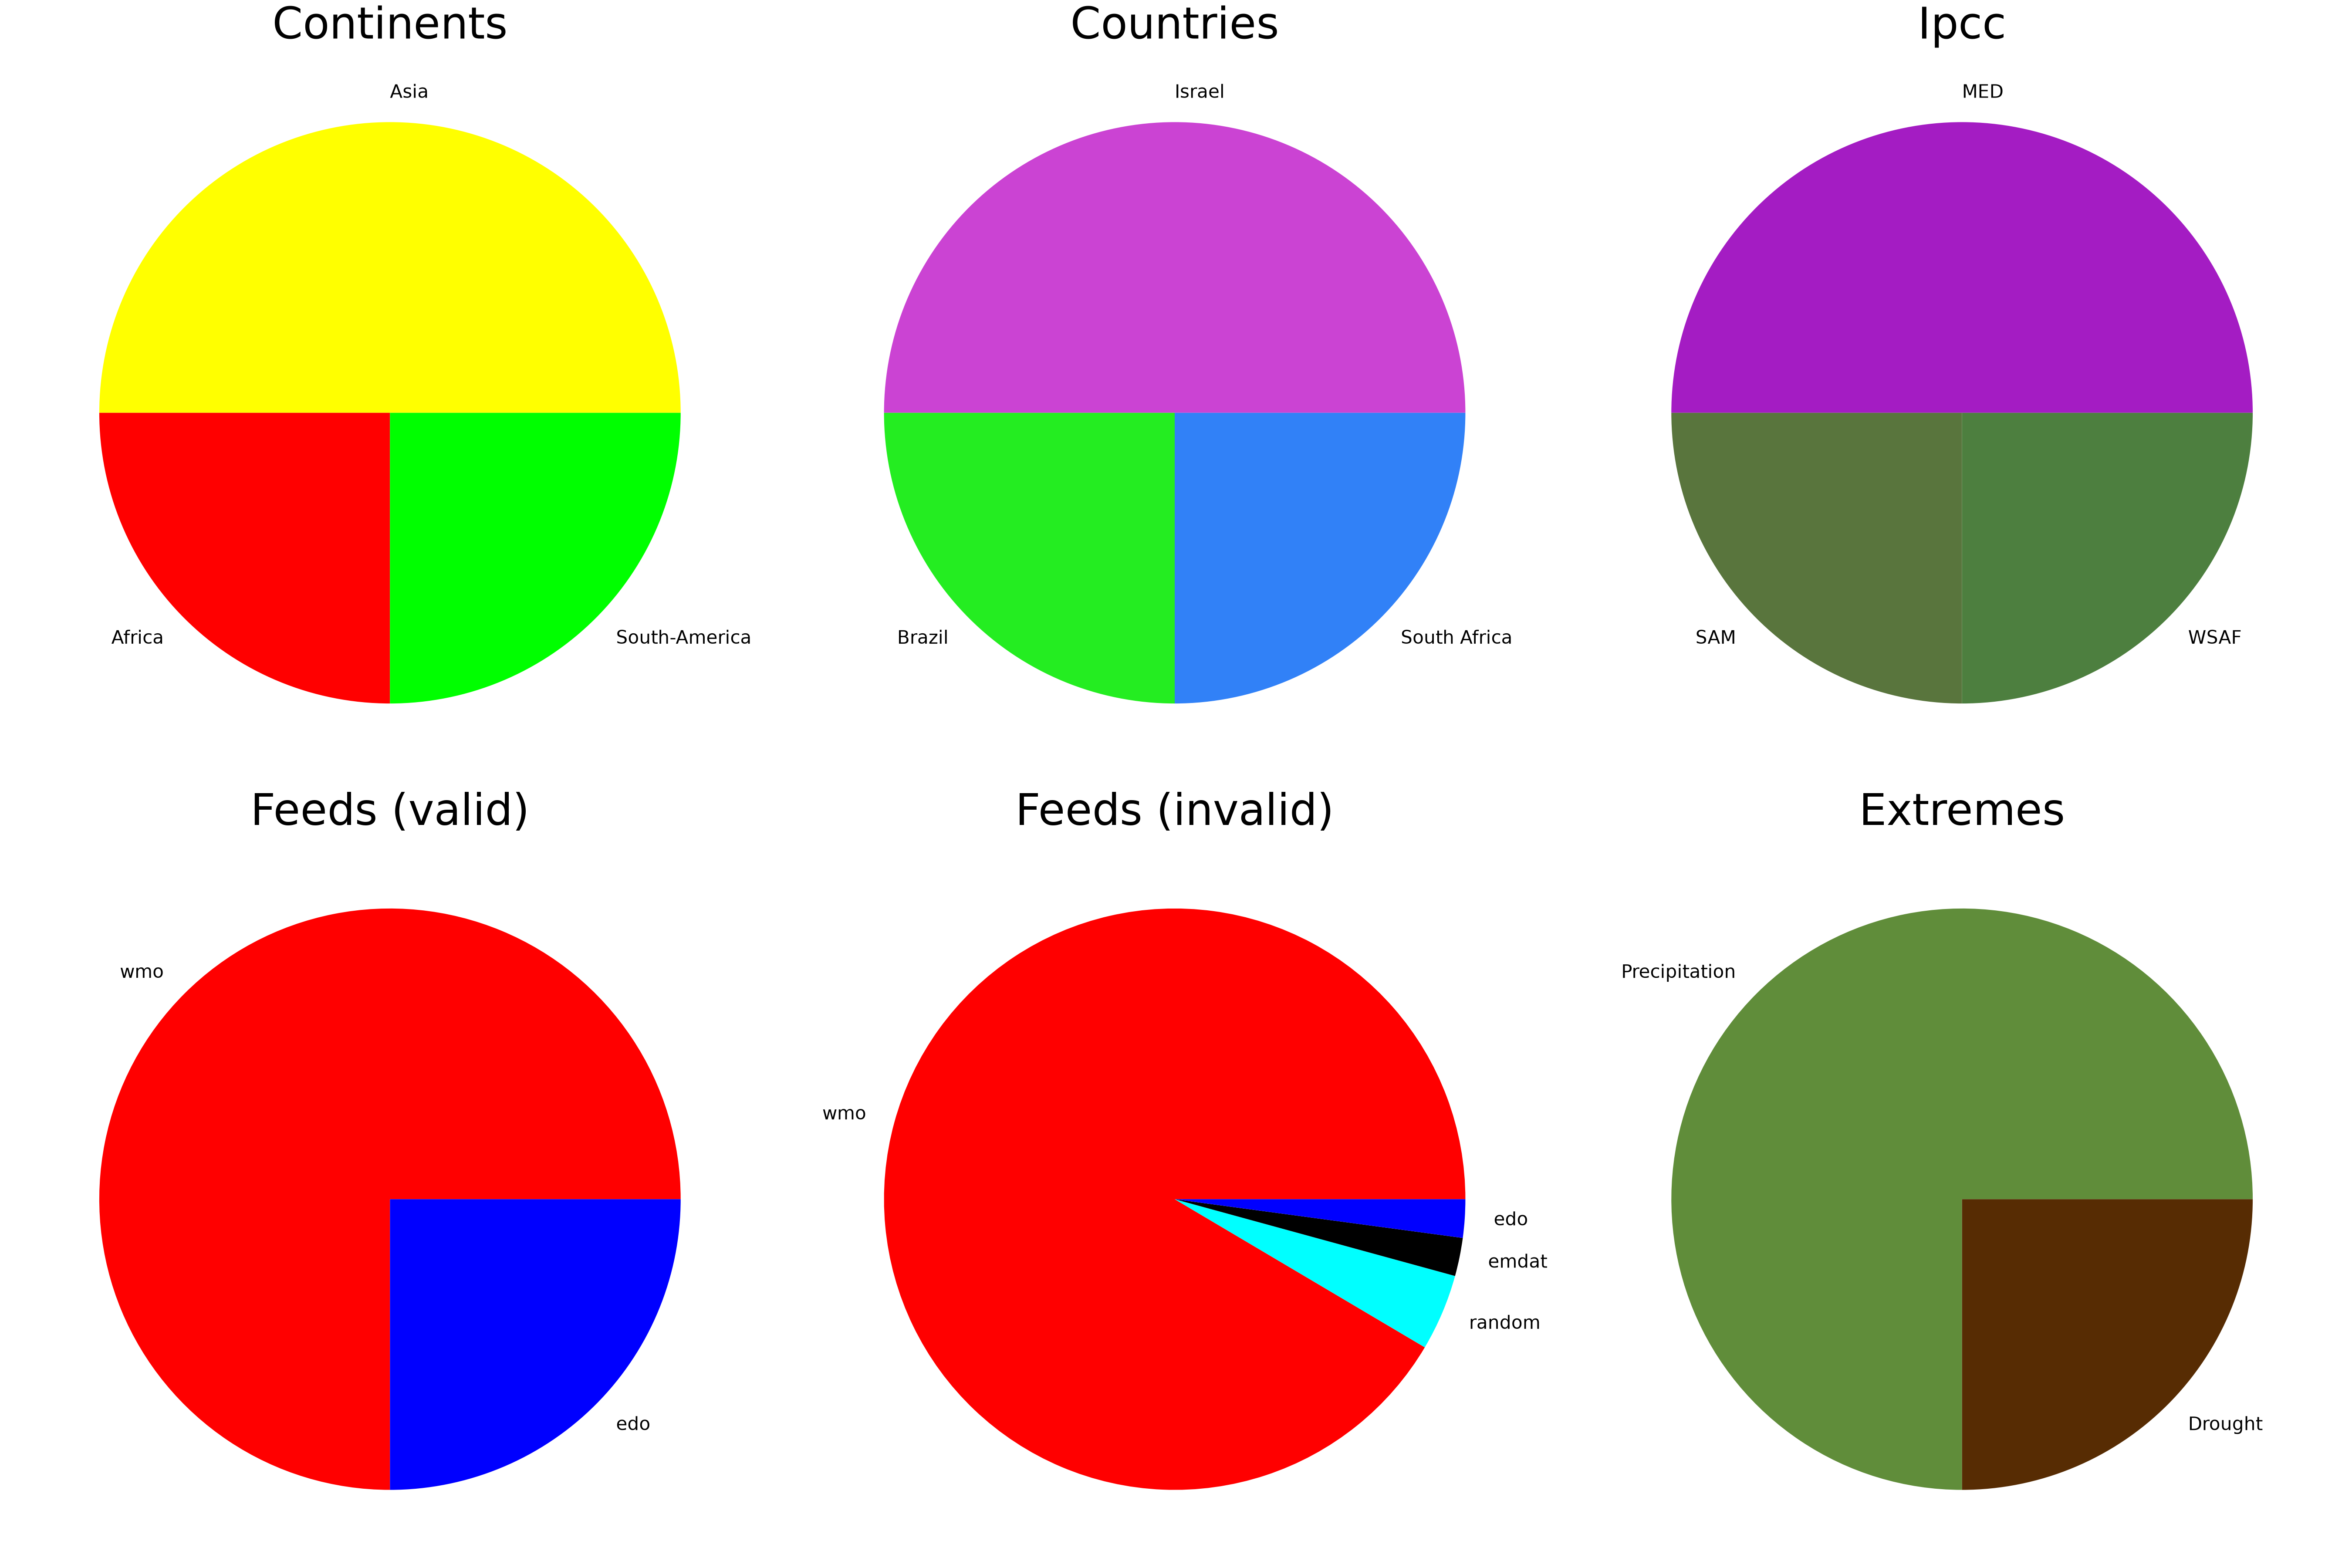 Continents
Asia
Africa
South-America
Countries
Israel
Brazil
South Africa
Ipcc
MED
SAM
WSAF
Feeds (valid)
wmo
edo
Feeds (invalid)
wmo
edo
emdat
random
Extremes
Precipitation
Drought